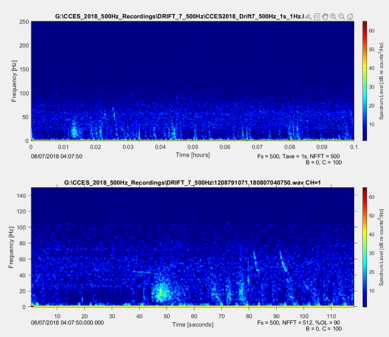 G:\CCES_2018_500Hz_Recordings\DRIFT_7_500Hz\CCES2018_Drift7_500Hz_1s_1Hz.l
250
200
150
100
50
0
Frequency [Hz]
0 0.01 0.02 0.03 0.04 0.05 0.06 0.07 0.08 0.09 0.1
Time [hours]
08/07/2018 04:07:50
Fs = 500, Tave = 1s, NFFT = 500
B = 0, C = 100
60
50
40
30
20
10
0
Spectrum Level [dB re counts²/Hz]
G:\CCES_2018_500Hz_Recordings\DRIFT_7_500Hz\1208791071,180807040750.wav, CH=1
140
120
100
80
60
40
20
0
Frequency [Hz]
10 20 30 40 50 60 70 80 90 100 110
Time [seconds]
08/07/2018 04:07:50:000.000
Fs = 500, NFFT = 512, %OL = 90
B = 0, C = 100
60
50
40
30
20
10
0
Spectrum Level [dB re counts²/Hz]